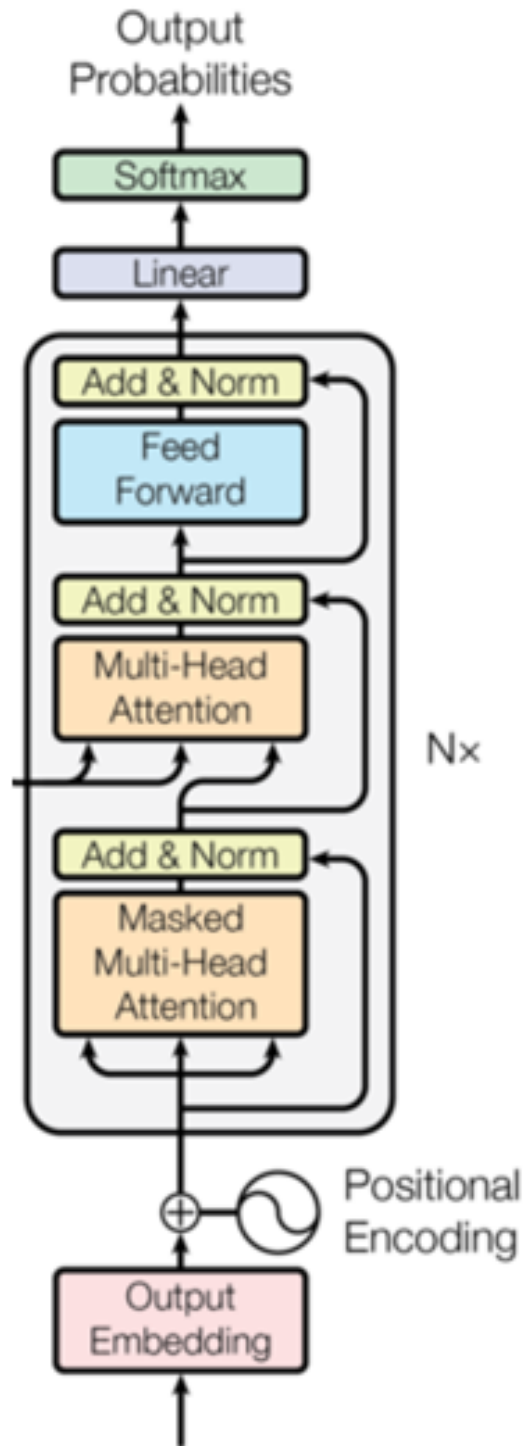 Output
Probabilities
Softmax
Linear
Add & Norm
Feed
Forward
Add & Norm
Multi-Head
Attention
N×
Add & Norm
Masked
Multi-Head
Attention
Positional
Encoding
Output
Embedding